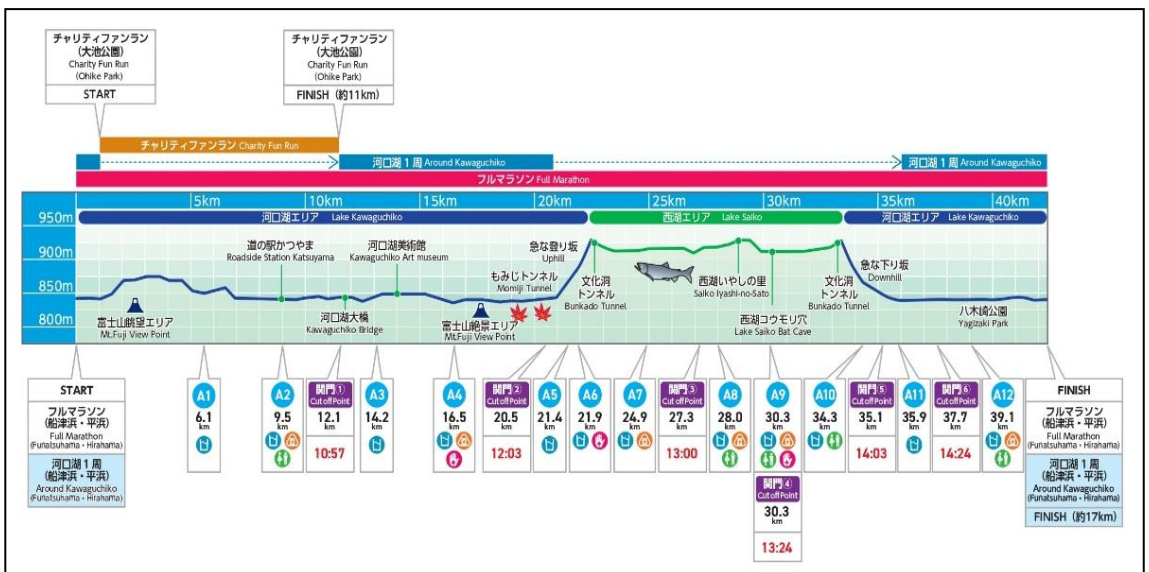 チャリティファンラン
(大池公園)
Charity Fun Run
(Ohike Park)
START
チャリティファンラン
(大池公園)
Charity Fun Run
(Ohike Park)
FINISH (約11km)
チャリティファンラン Charity Fun Run
河口湖1周 Around Kawaguchiko
河口湖1周 Around Kawaguchiko
フルマラソン Full Marathon
5km
10km
15km
20km
25km
30km
35km
40km
950m
900m
850m
800m
河口湖エリア Lake Kawaguchiko
西湖エリア Lake Saiko
河口湖エリア Lake Kawaguchiko
道の駅かつやま
Roadside Station Katsuyama
河口湖美術館
Kawaguchiko Art museum
急な登り坂
Uphill
もみじトンネル
Momiji Tunnel
富士山眺望エリア
Mt.Fuji View Point
河口湖大橋
Kawaguchiko Bridge
富士山絶景エリア
Mt.Fuji View Point
文化洞
トンネル
Bunkado Tunnel
西湖いやしの里
Saiko Iyashi-no-Sato
西湖コウモリ穴
Lake Saiko Bat Cave
文化洞
トンネル
Bunkado Tunnel
急な下り坂
Downhill
八木崎公園
Yagizaki Park
START
フルマラソン
(船津浜・平浜)
Full Marathon
(Funatsuhama・Hirahama)
河口湖1周
(船津浜・平浜)
Around Kawaguchiko
(Funatsuhama・Hirahama)
A1
6.1
km
A2
9.5
km
関門①
Cut off Point
12.1
km
10:57
A3
14.2
km
A4
16.5
km
関門②
Cut off Point
20.5
km
12:03
A5
21.4
km
A6
21.9
km
A7
24.9
km
関門③
Cut off Point
27.3
km
13:00
A8
28.0
km
A9
30.3
km
関門④
Cut off Point
30.3
km
13:24
A10
34.3
km
関門⑤
Cut off Point
35.1
km
14:03
A11
35.9
km
関門⑥
Cut off Point
37.7
km
14:24
A12
39.1
km
FINISH
フルマラソン
(船津浜・平浜)
Full Marathon
(Funatsuhama・Hirahama)
河口湖1周
(船津浜・平浜)
Around Kawaguchiko
(Funatsuhama・Hirahama)
FINISH (約17km)